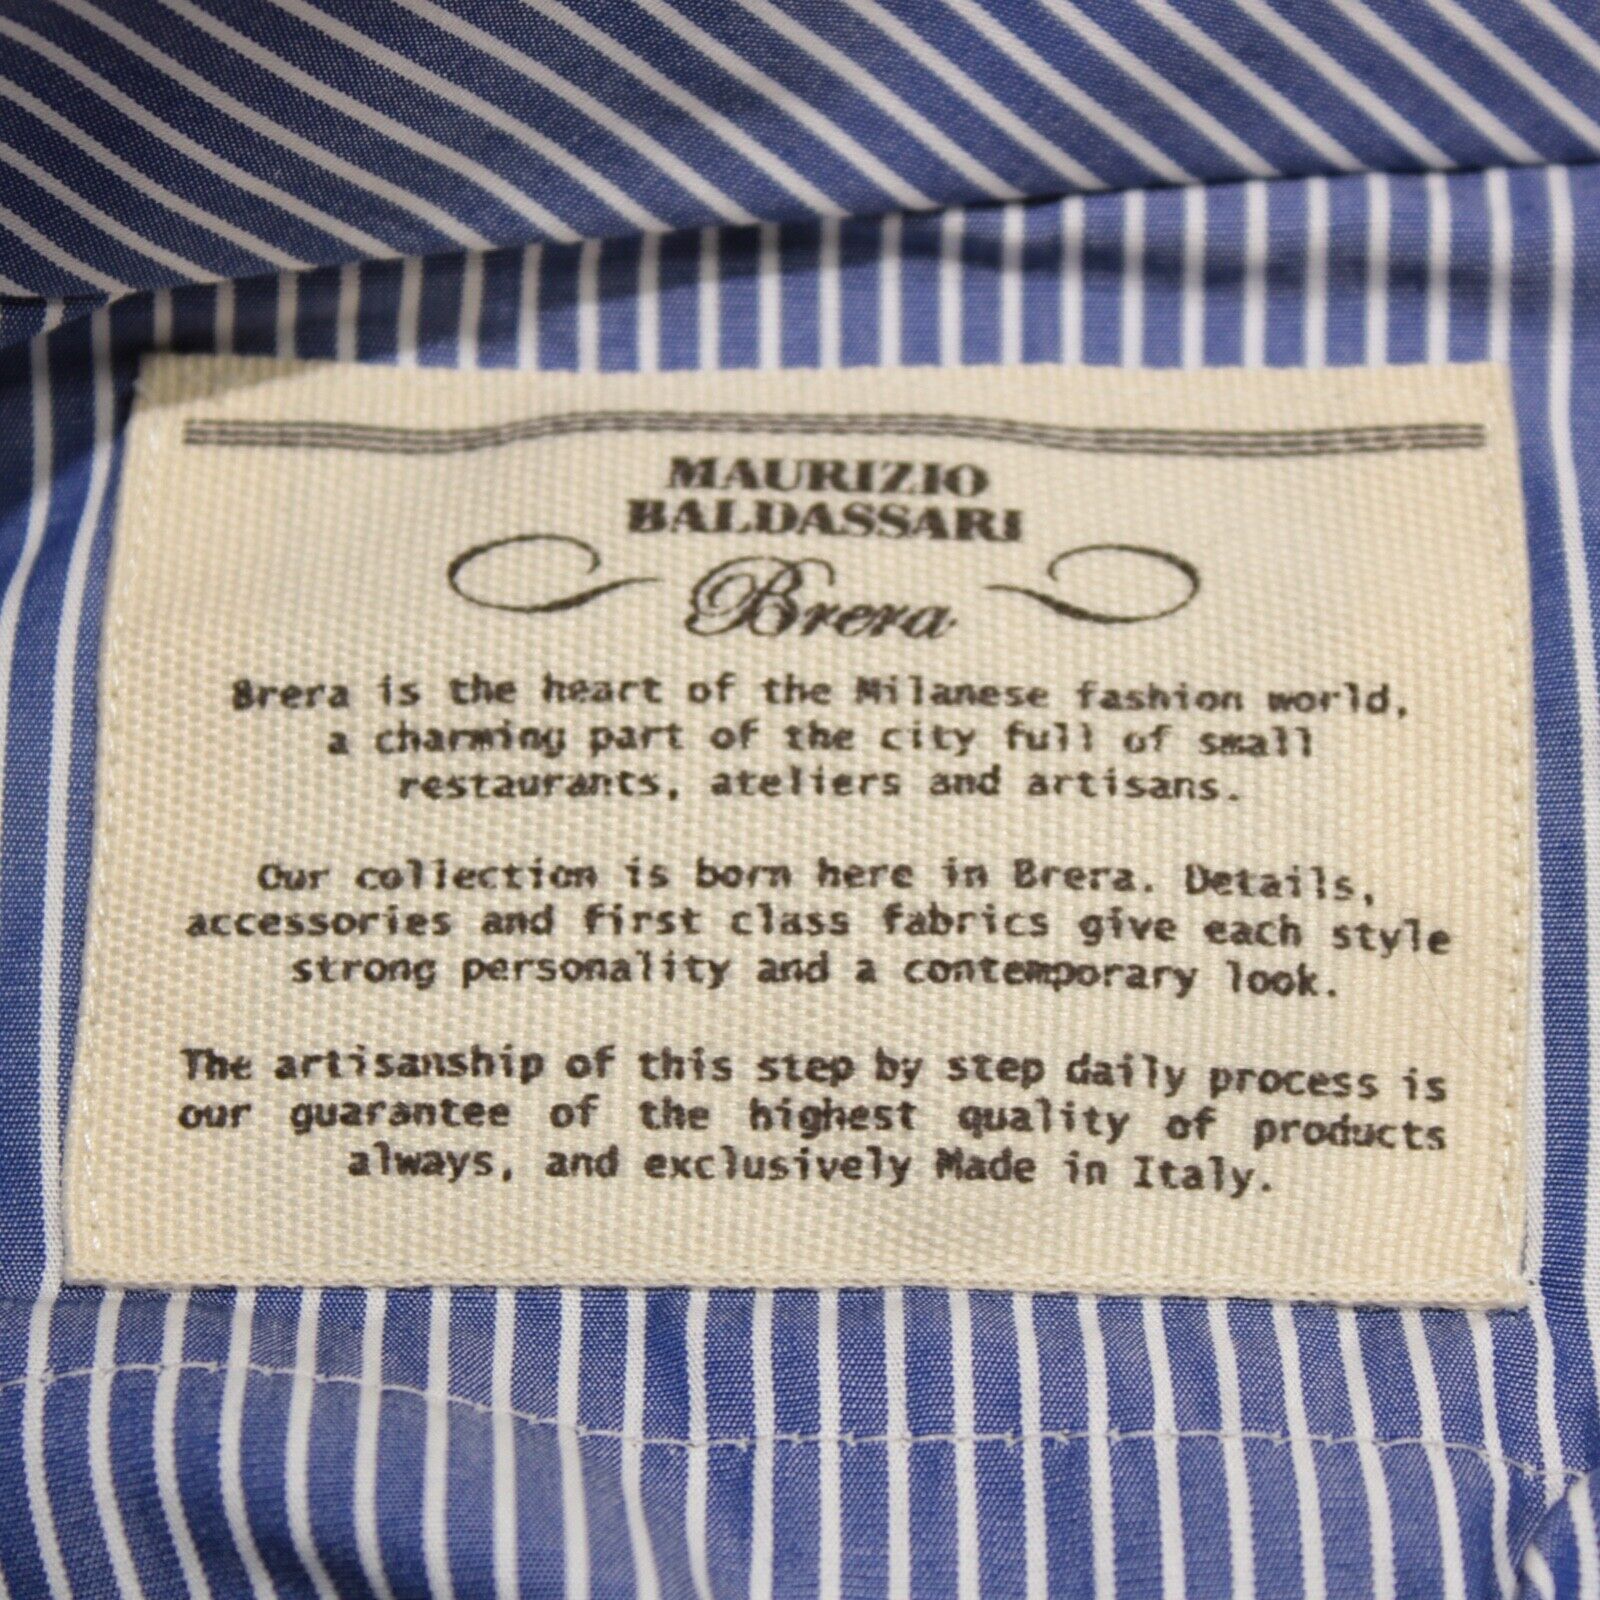 MAURIZIO
BALDASSARI
Brera
Brera is the heart of the Milanese fashion world,
a charming part of the city full of small
restaurants, ateliers and artisans.
Our collection is born here in Brera. Details,
accessories and first class fabrics give each style
strong personality and a contemporary look.
The artisanship of this step by step daily process is
our guarantee of the highest quality of products
always, and exclusively Made in Italy.